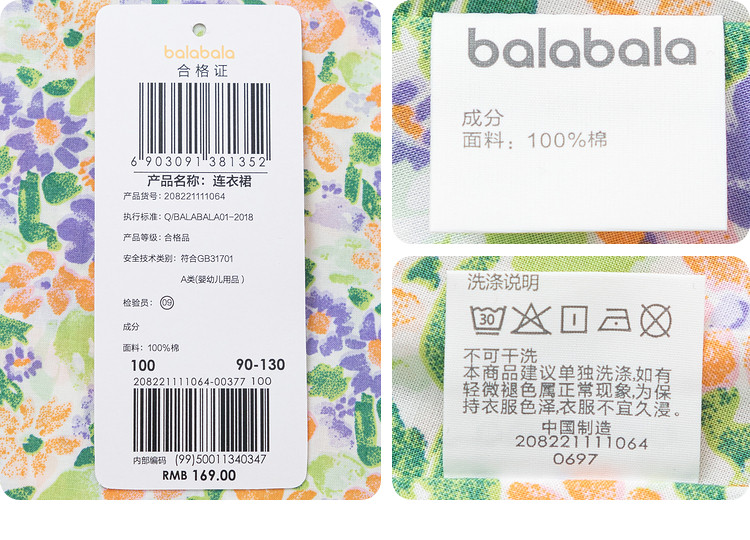 balabala
合格证
6 903091 381352
产品名称：连衣裙
产品货号：208221111064
执行标准：Q/BALABALA01-2018
产品等级：合格品
安全技术类别：符合GB31701
A类(婴幼儿用品)
检验员：09
成分
面料：100%棉
100 90-130
208221111064-00377 100
内部编码 (99)50011340347
RMB 169.00
balabala
成分
面料：100%棉
洗涤说明
30
不可干洗
本商品建议单独洗涤,如有
轻微褪色属正常现象,为保
持衣服色泽,衣服不宜久浸。
中国制造
208221111064
0697